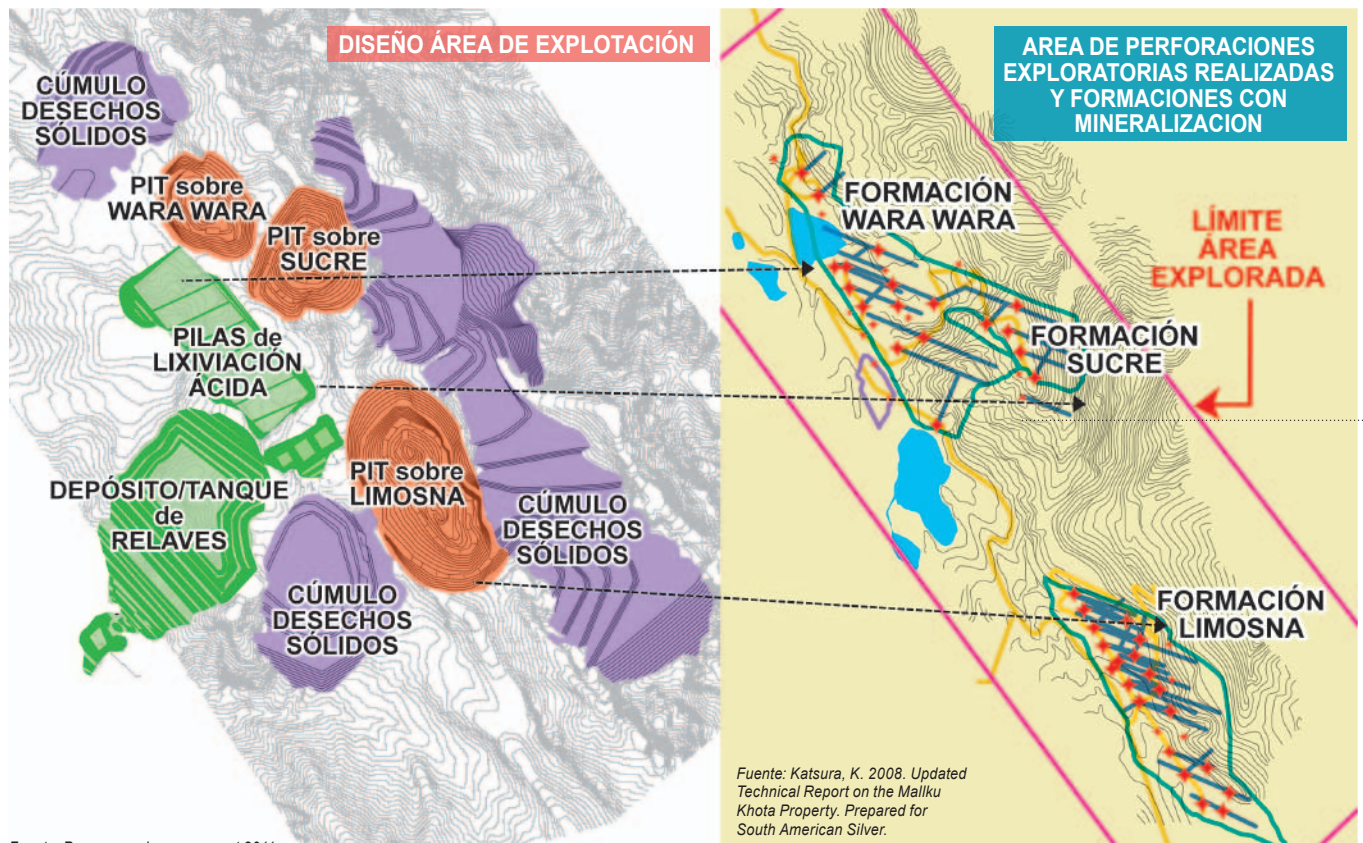 DISEÑO ÁREA DE EXPLOTACIÓN
CÚMULO
DESECHOS
SÓLIDOS
PIT sobre
WARA WARA
PIT sobre
SUCRE
PILAS de
LIXIVIACIÓN
ÁCIDA
DEPÓSITO/TANQUE
de
RELAVES
PIT sobre
LIMOSNA
CÚMULO
DESECHOS
SÓLIDOS
CÚMULO
DESECHOS
SÓLIDOS
AREA DE PERFORACIONES
EXPLORATORIAS REALIZADAS
Y FORMACIONES CON
MINERALIZACION
FORMACIÓN
WARA WARA
LÍMITE
ÁREA
EXPLORADA
FORMACIÓN
SUCRE
FORMACIÓN
LIMOSNA
Fuente: Katsura, K. 2008. Updated
Technical Report on the Mallku
Khota Property. Prepared for
South American Silver.